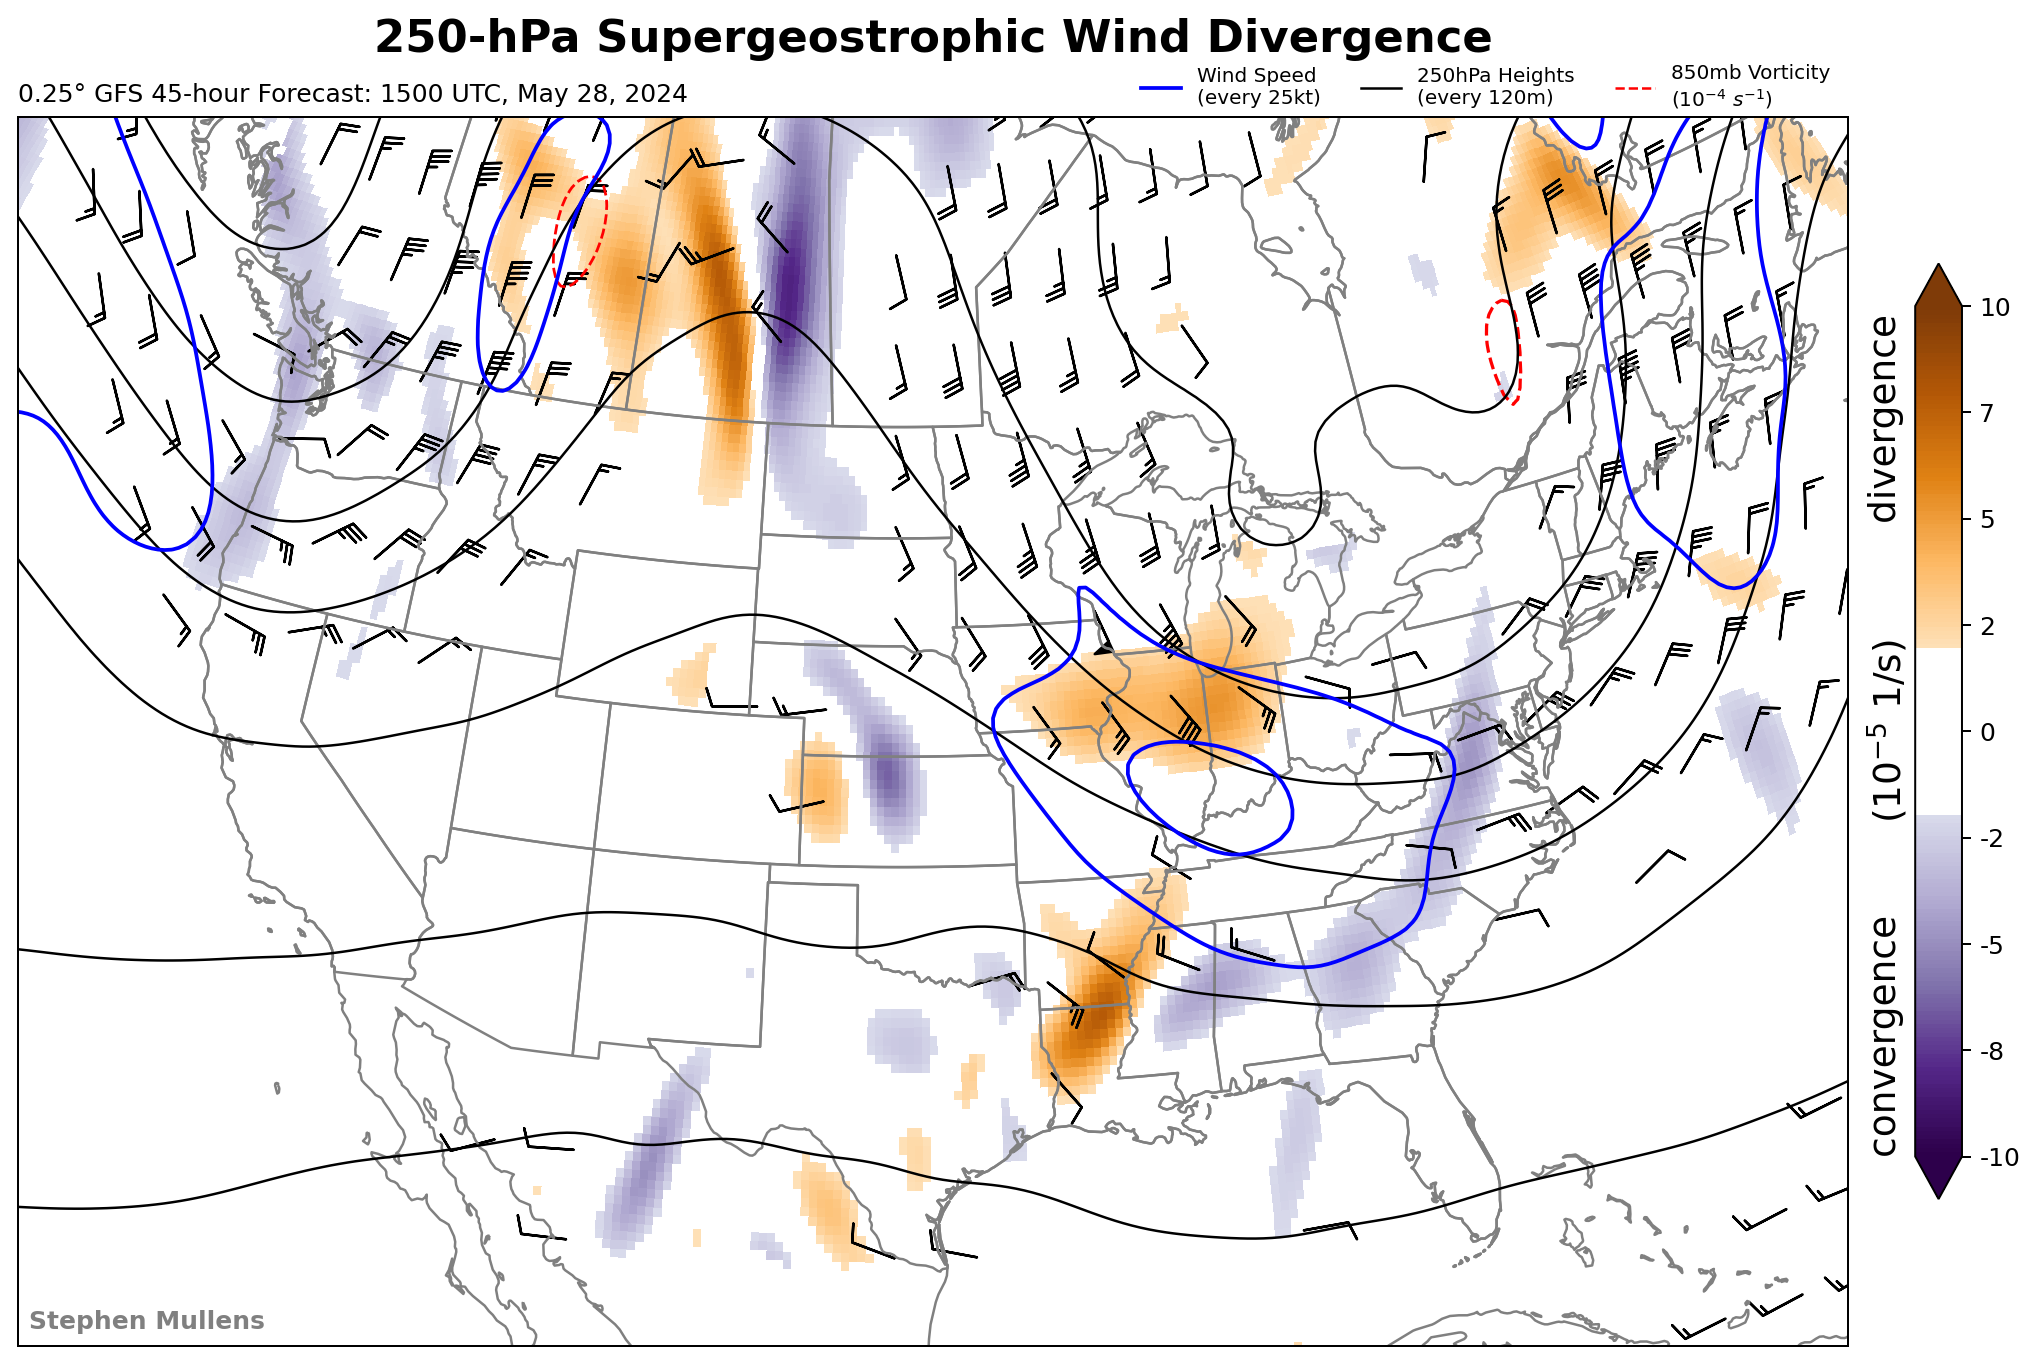 250-hPa Supergeostrophic Wind Divergence
0.25° GFS 45-hour Forecast: 1500 UTC, May 28, 2024
Wind Speed
(every 25kt)
250hPa Heights
(every 120m)
850mb Vorticity
(10⁻⁴ s⁻¹)
10
7
5
2
0
-2
-5
-8
-10
convergence (10⁻⁵ 1/s) divergence
Stephen Mullens